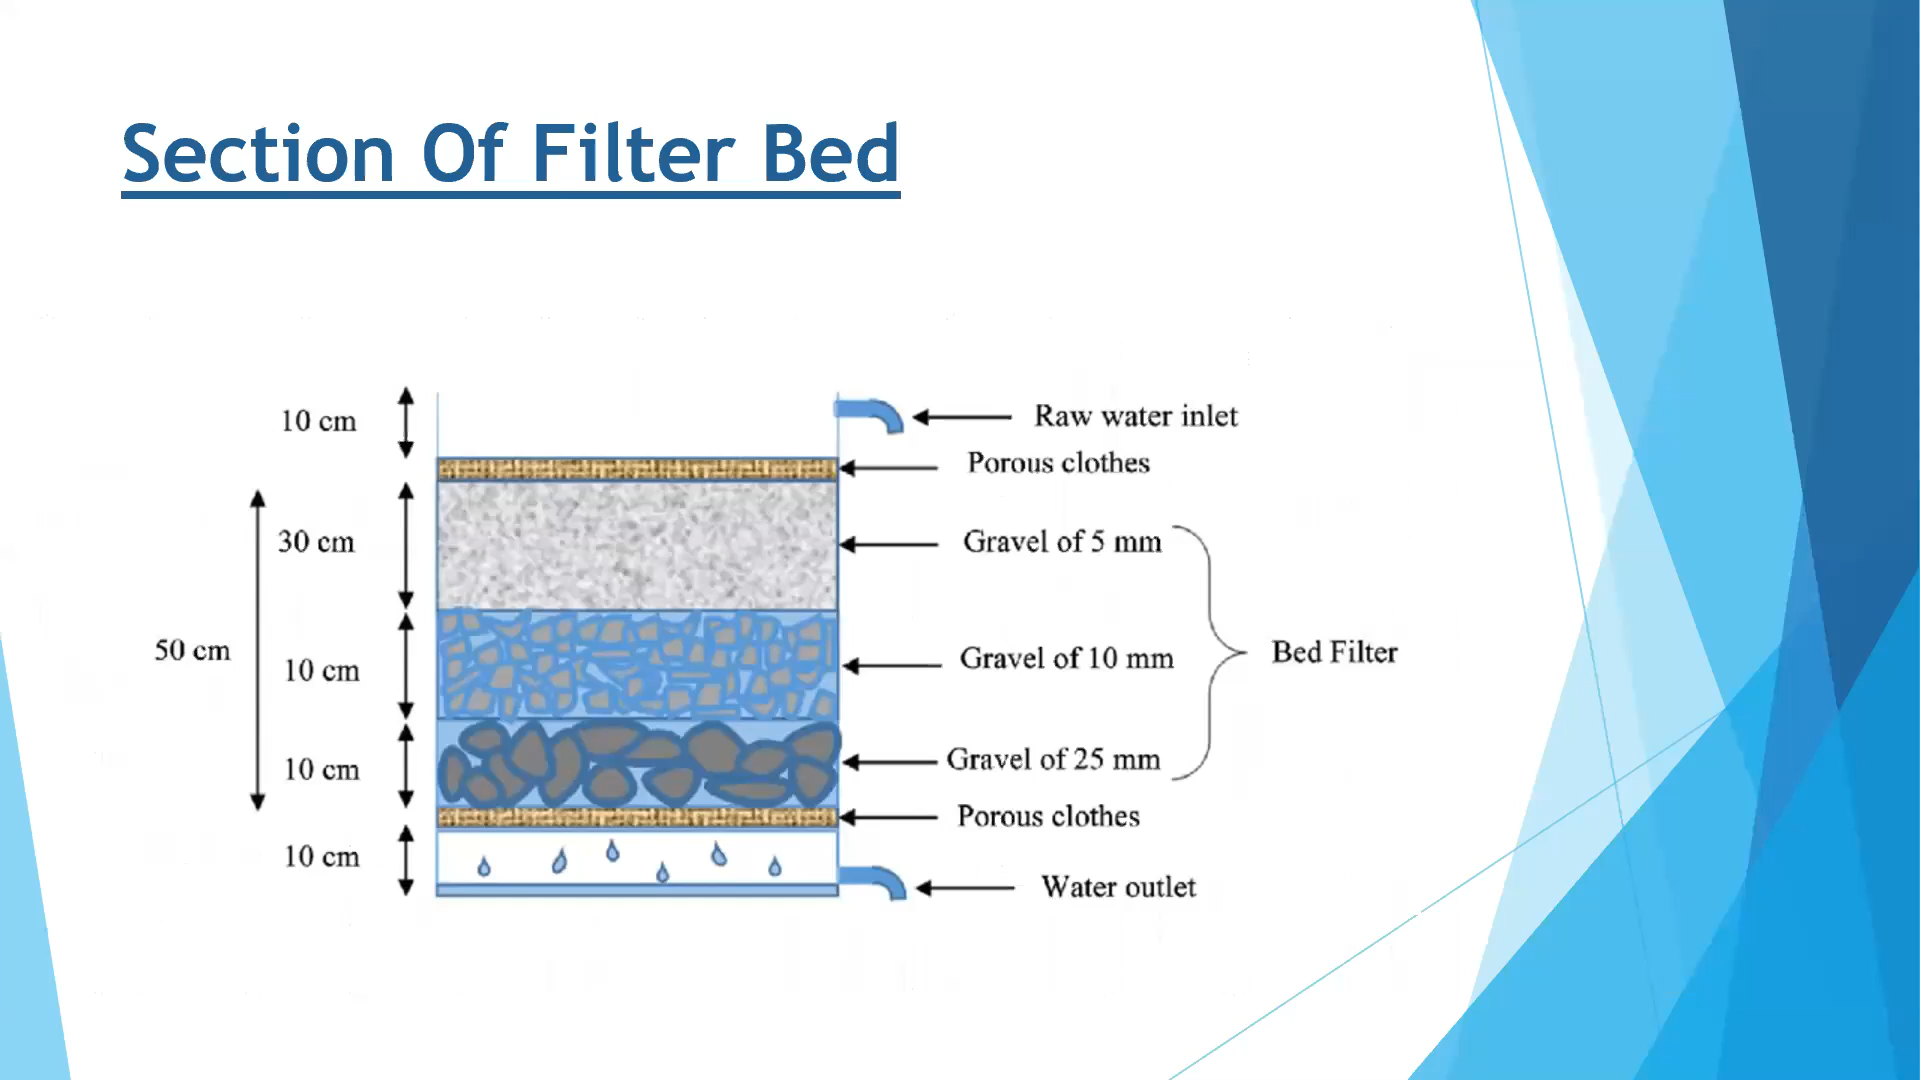 Section Of Filter Bed
10 cm
Raw water inlet
Porous clothes
30 cm
Gravel of 5 mm
50 cm
10 cm
Gravel of 10 mm
Bed Filter
10 cm
Gravel of 25 mm
Porous clothes
10 cm
Water outlet